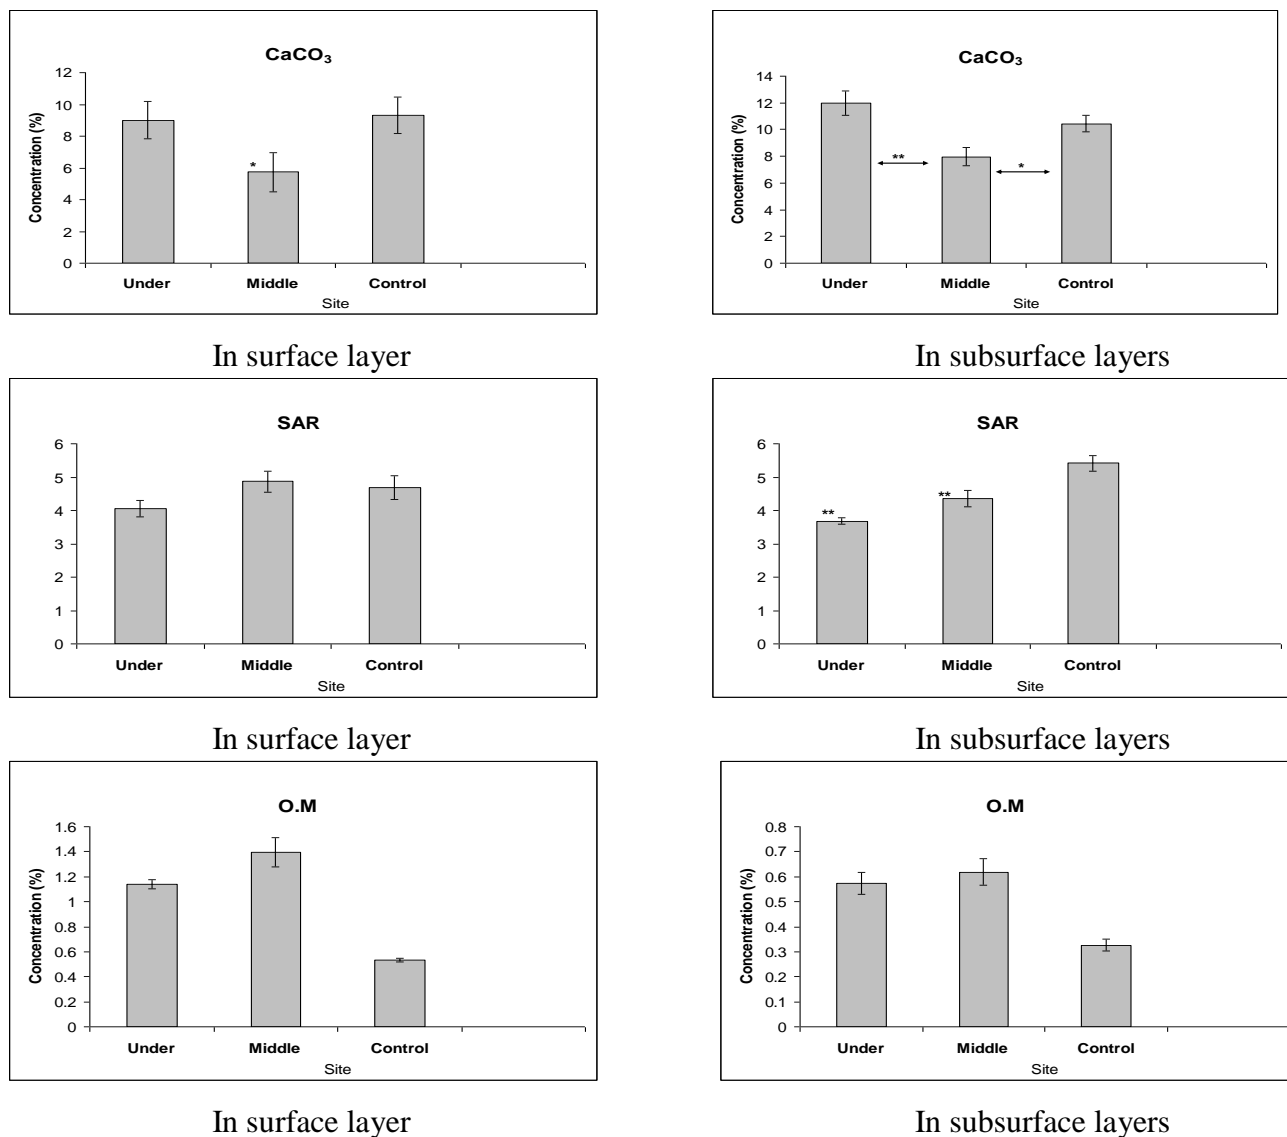 CaCO₃
12
10
8
6
4
2
0
Concentration (%)
*
Under Middle Control
Site
In surface layer
CaCO₃
14
12
10
8
6
4
2
0
Concentration (%)
**
*
Under Middle Control
Site
In subsurface layers
SAR
6
5
4
3
2
1
0
Under Middle Control
Site
In surface layer
SAR
6
5
4
3
2
1
0
**
**
Under Middle Control
Site
In subsurface layers
O.M
1.6
1.4
1.2
1
0.8
0.6
0.4
0.2
0
Concentration (%)
Under Middle Control
Site
In surface layer
O.M
0.8
0.7
0.6
0.5
0.4
0.3
0.2
0.1
0
Concentration (%)
Under Middle Control
Site
In subsurface layers